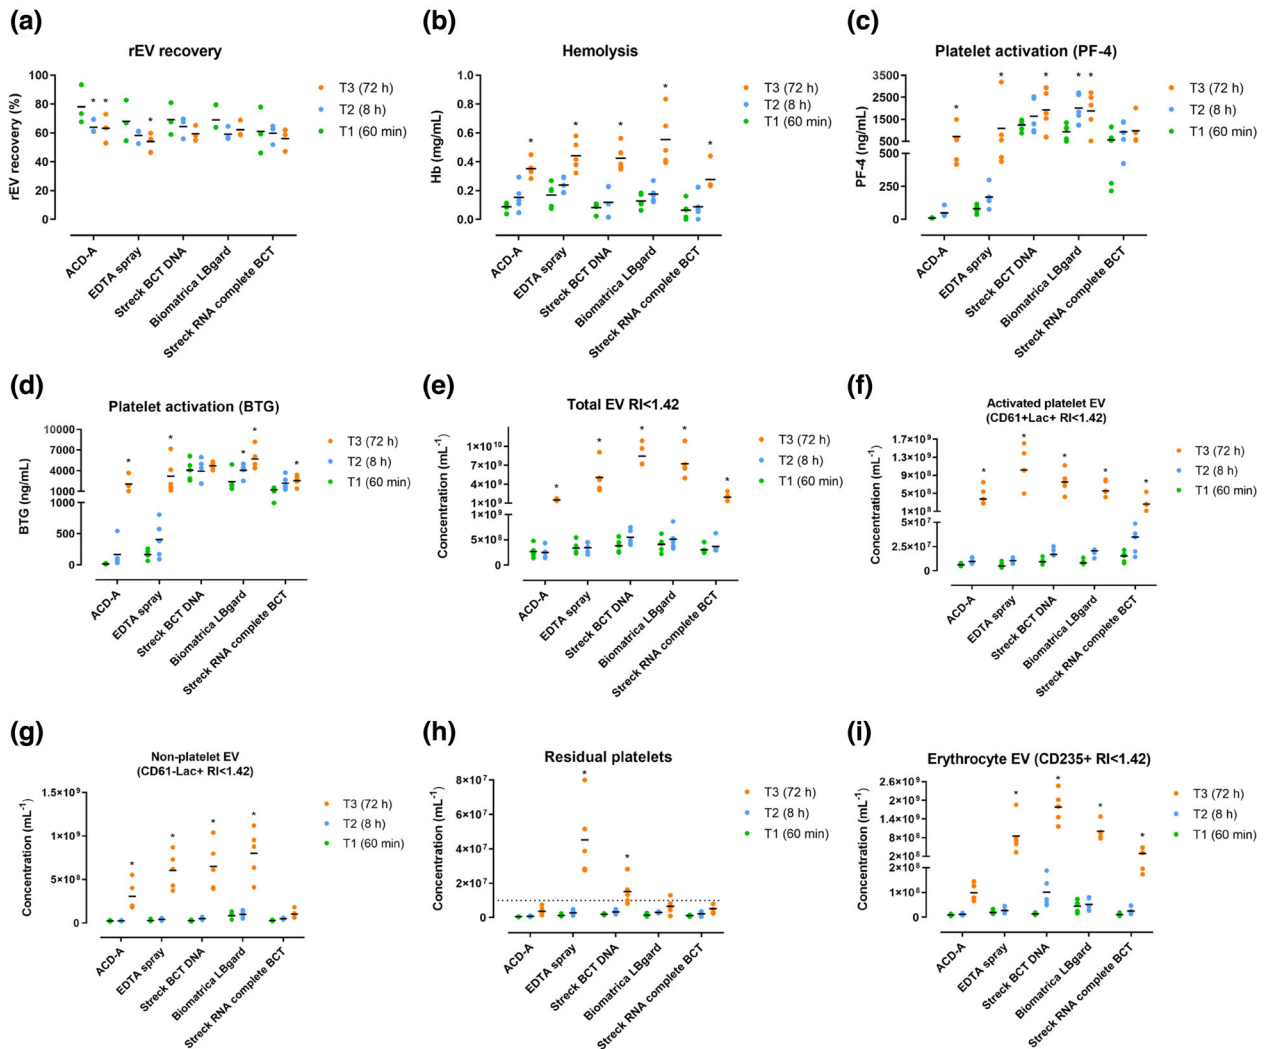 (a)
rEV recovery
rEV recovery (%)
100
80
60
40
20
0
* *
*
T3 (72 h)
T2 (8 h)
T1 (60 min)
ACD-A
EDTA spray
Streck BCT DNA
Biomatrica LBgard
Streck RNA complete BCT
(b)
Hemolysis
Hb (mg/mL)
1.0
0.8
0.6
0.4
0.2
0.0
*
*
*
*
*
T3 (72 h)
T2 (8 h)
T1 (60 min)
ACD-A
EDTA spray
Streck BCT DNA
Biomatrica LBgard
Streck RNA complete BCT
(c)
Platelet activation (PF-4)
PF-4 (ng/mL)
3500
2500
1500
500
500
250
0
*
*
*
* *
T3 (72 h)
T2 (8 h)
T1 (60 min)
ACD-A
EDTA spray
Streck BCT DNA
Biomatrica LBgard
Streck RNA complete BCT
(d)
Platelet activation (BTG)
BTG (ng/mL)
10000
7000
4000
1000
500
0
*
*
* *
*
T3 (72 h)
T2 (8 h)
T1 (60 min)
ACD-A
EDTA spray
Streck BCT DNA
Biomatrica LBgard
Streck RNA complete BCT
(e)
Total EV RI<1.42
Concentration (mL⁻¹)
1×10¹⁰
7×10⁹
4×10⁹
1×10⁹
1×10⁹
5×10⁸
0
*
*
*
*
*
T3 (72 h)
T2 (8 h)
T1 (60 min)
ACD-A
EDTA spray
Streck BCT DNA
Biomatrica LBgard
Streck RNA complete BCT
(f)
Activated platelet EV
(CD61+Lac+ RI<1.42)
Concentration (mL⁻¹)
1.7×10⁹
1.4×10⁹
1.1×10⁹
8×10⁸
5×10⁸
2×10⁸
5×10⁷
2.5×10⁷
0
*
*
*
*
*
T3 (72 h)
T2 (8 h)
T1 (60 min)
ACD-A
EDTA spray
Streck BCT DNA
Biomatrica LBgard
Streck RNA complete BCT
(g)
Non-platelet EV
(CD61-Lac+ RI<1.42)
Concentration (mL⁻¹)
1.5×10⁹
1×10⁹
5×10⁸
0
*
*
*
*
T3 (72 h)
T2 (8 h)
T1 (60 min)
ACD-A
EDTA spray
Streck BCT DNA
Biomatrica LBgard
Streck RNA complete BCT
(h)
Residual platelets
Concentration (mL⁻¹)
8×10⁷
6×10⁷
4×10⁷
2×10⁷
0
*
*
T3 (72 h)
T2 (8 h)
T1 (60 min)
ACD-A
EDTA spray
Streck BCT DNA
Biomatrica LBgard
Streck RNA complete BCT
(i)
Erythrocyte EV (CD235+ RI<1.42)
Concentration (mL⁻¹)
2.6×10⁹
2×10⁹
1.4×10⁹
8×10⁸
2×10⁸
2×10⁸
1×10⁸
0
*
*
*
*
T3 (72 h)
T2 (8 h)
T1 (60 min)
ACD-A
EDTA spray
Streck BCT DNA
Biomatrica LBgard
Streck RNA complete BCT